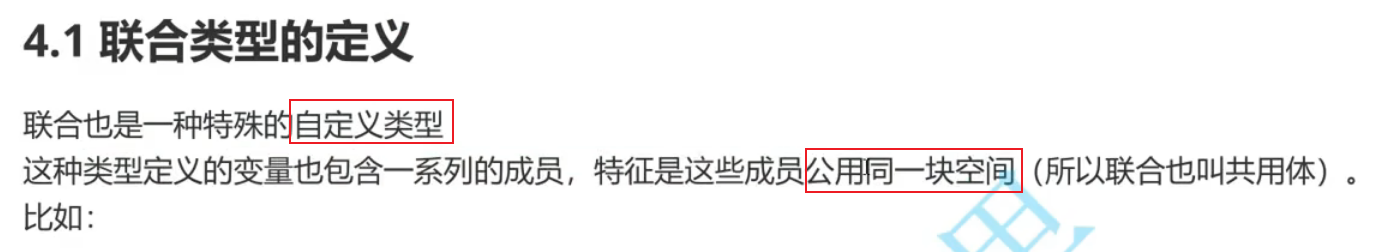 4.1 联合类型的定义
联合也是一种特殊的自定义类型
这种类型定义的变量也包含一系列的成员，特征是这些成员公用同一块空间（所以联合也叫共用体）。
比如：